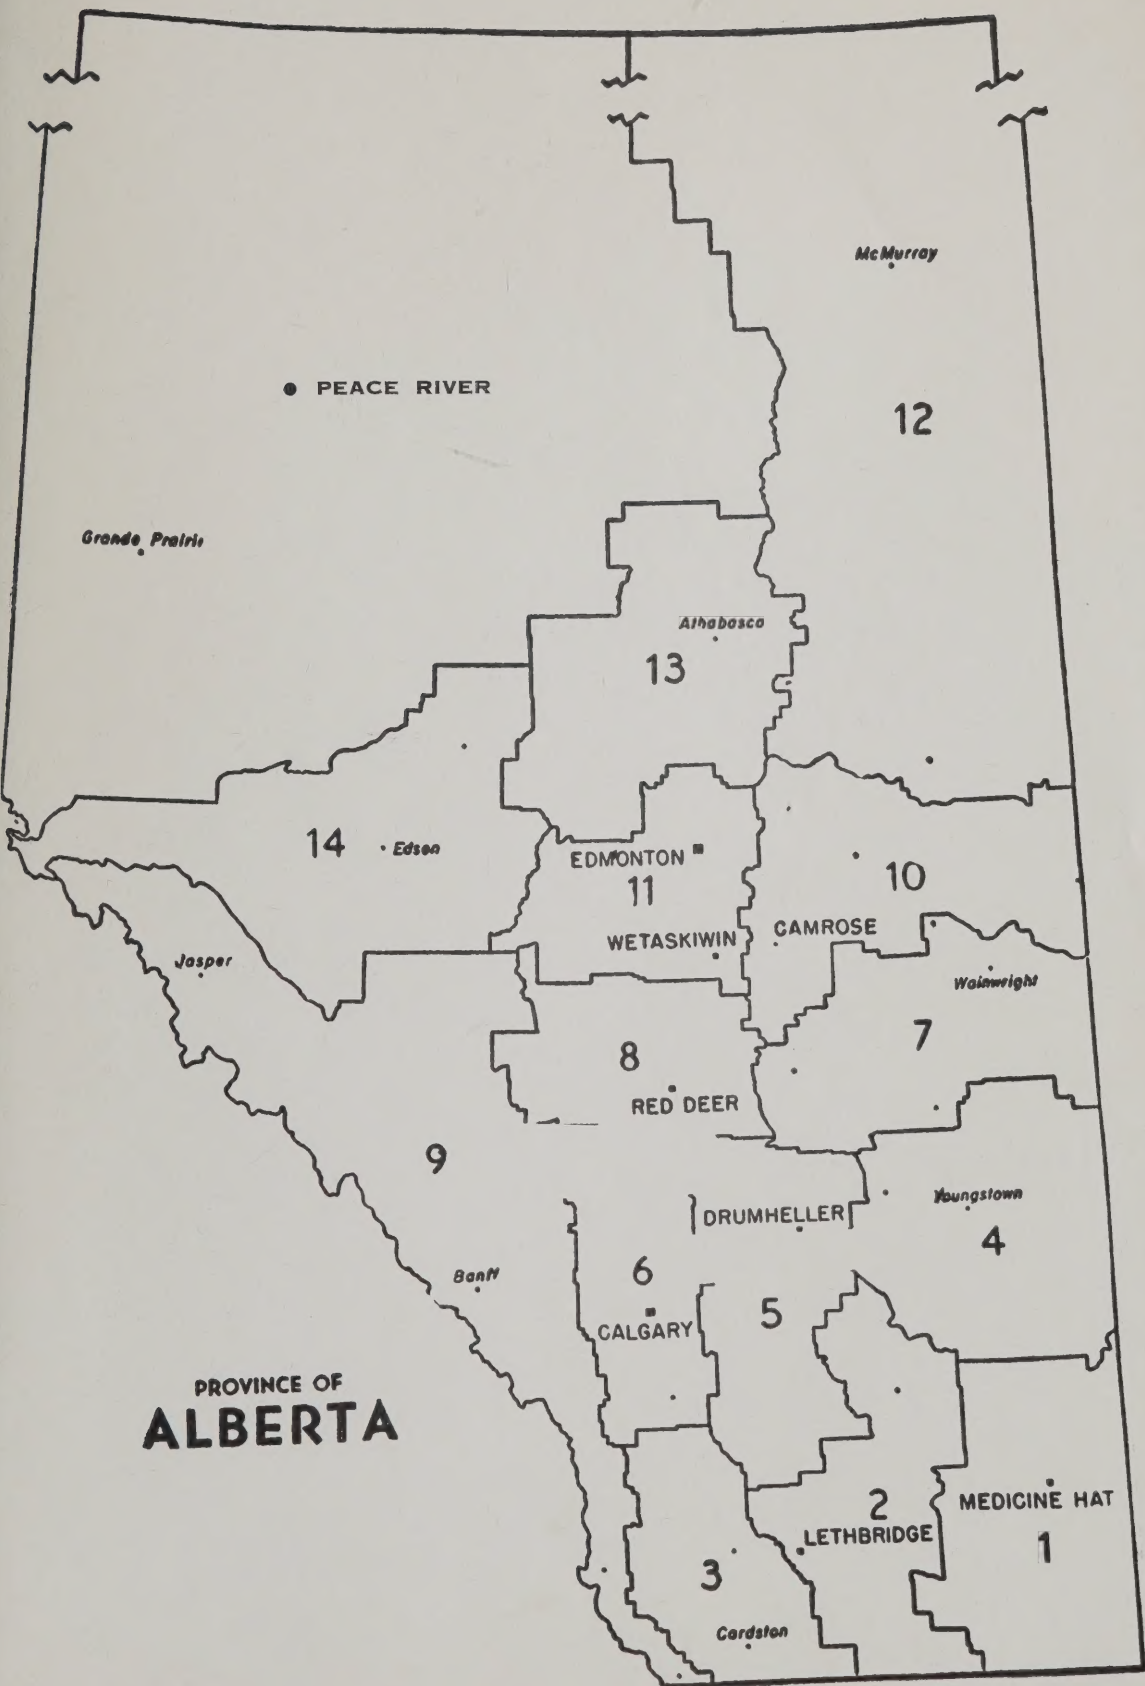 McMurray
PEACE RIVER
12
Grande Prairie
Athabasca
13
14
Edson
EDMONTON
11
10
WETASKIWIN
CAMROSE
Jasper
Wainwright
7
8
RED DEER
9
Youngstown
DRUMHELLER
4
Banff
6
5
CALGARY
PROVINCE OF
ALBERTA
MEDICINE HAT
2
LETHBRIDGE
1
3
Cardston